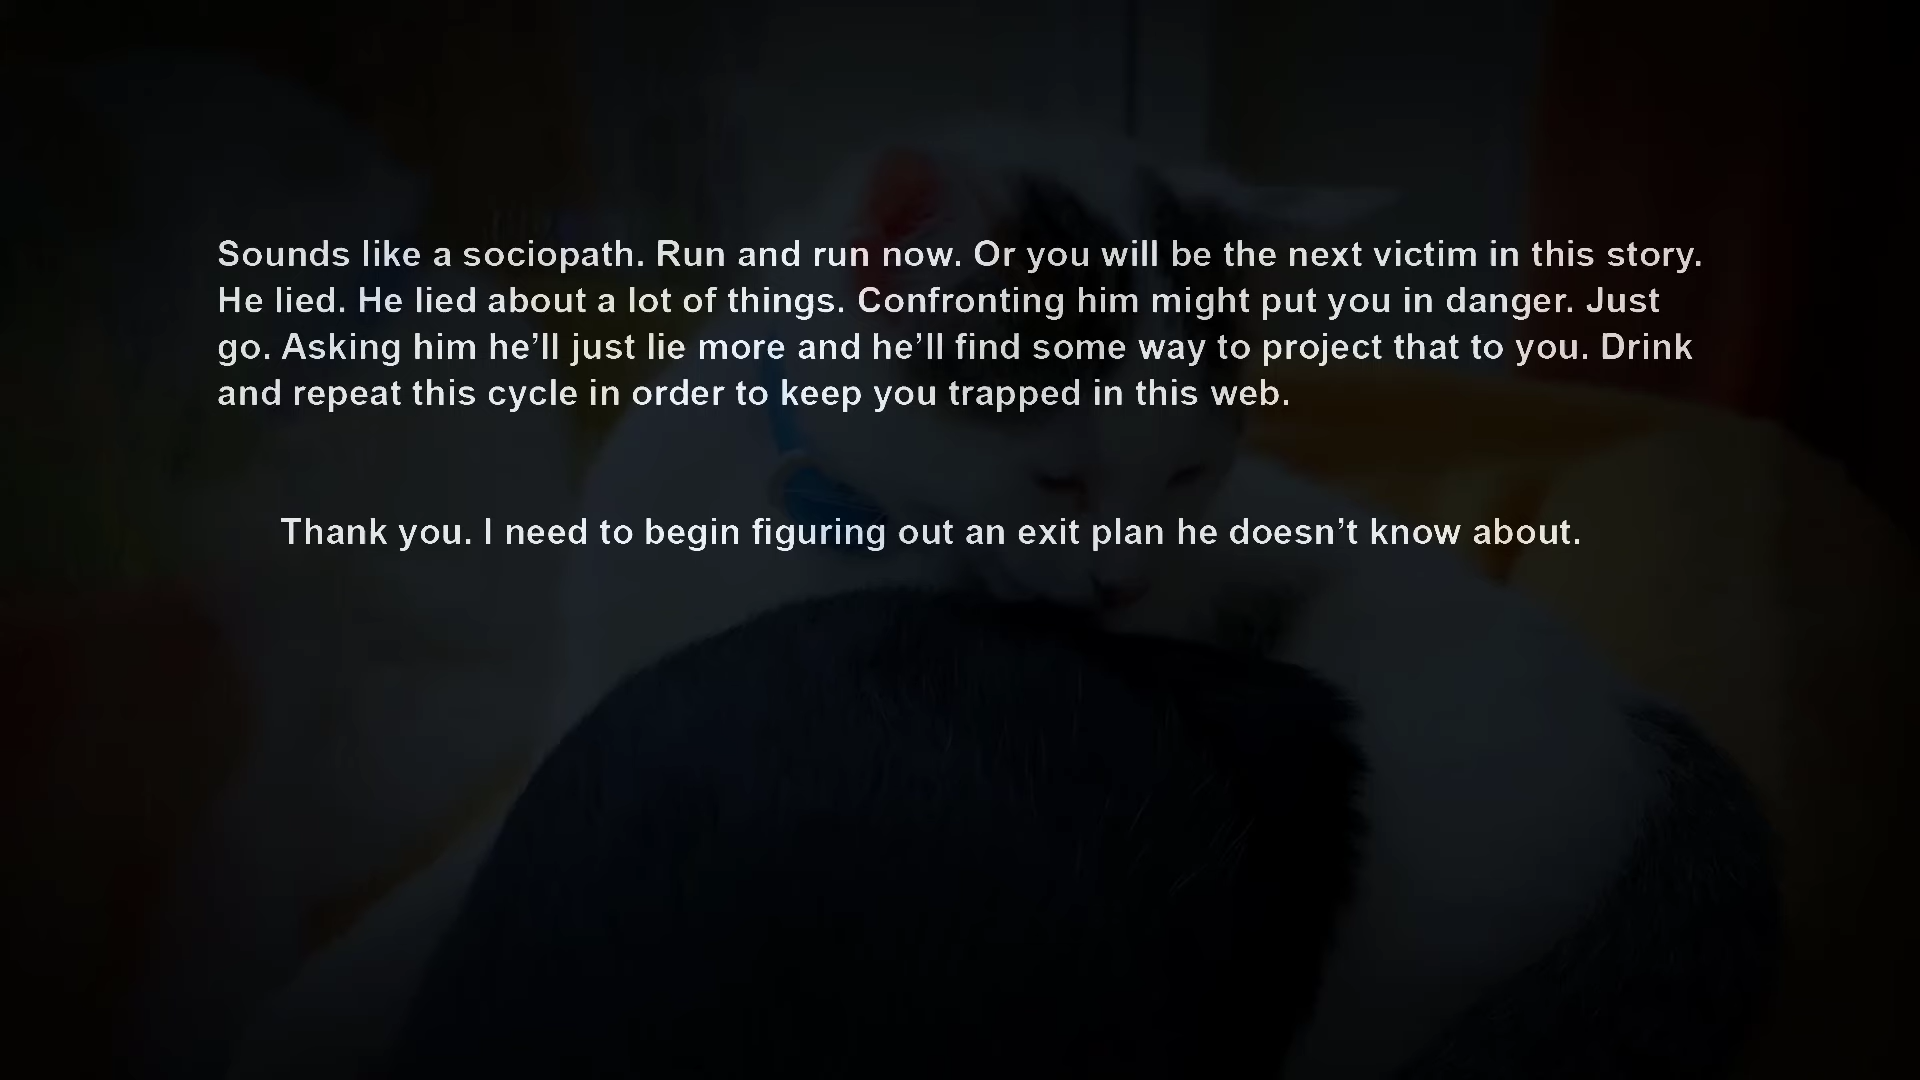 Sounds like a sociopath. Run and run now. Or you will be the next victim in this story.
He lied. He lied about a lot of things. Confronting him might put you in danger. Just
go. Asking him he’ll just lie more and he’ll find some way to project that to you. Drink
and repeat this cycle in order to keep you trapped in this web.
Thank you. I need to begin figuring out an exit plan he doesn’t know about.